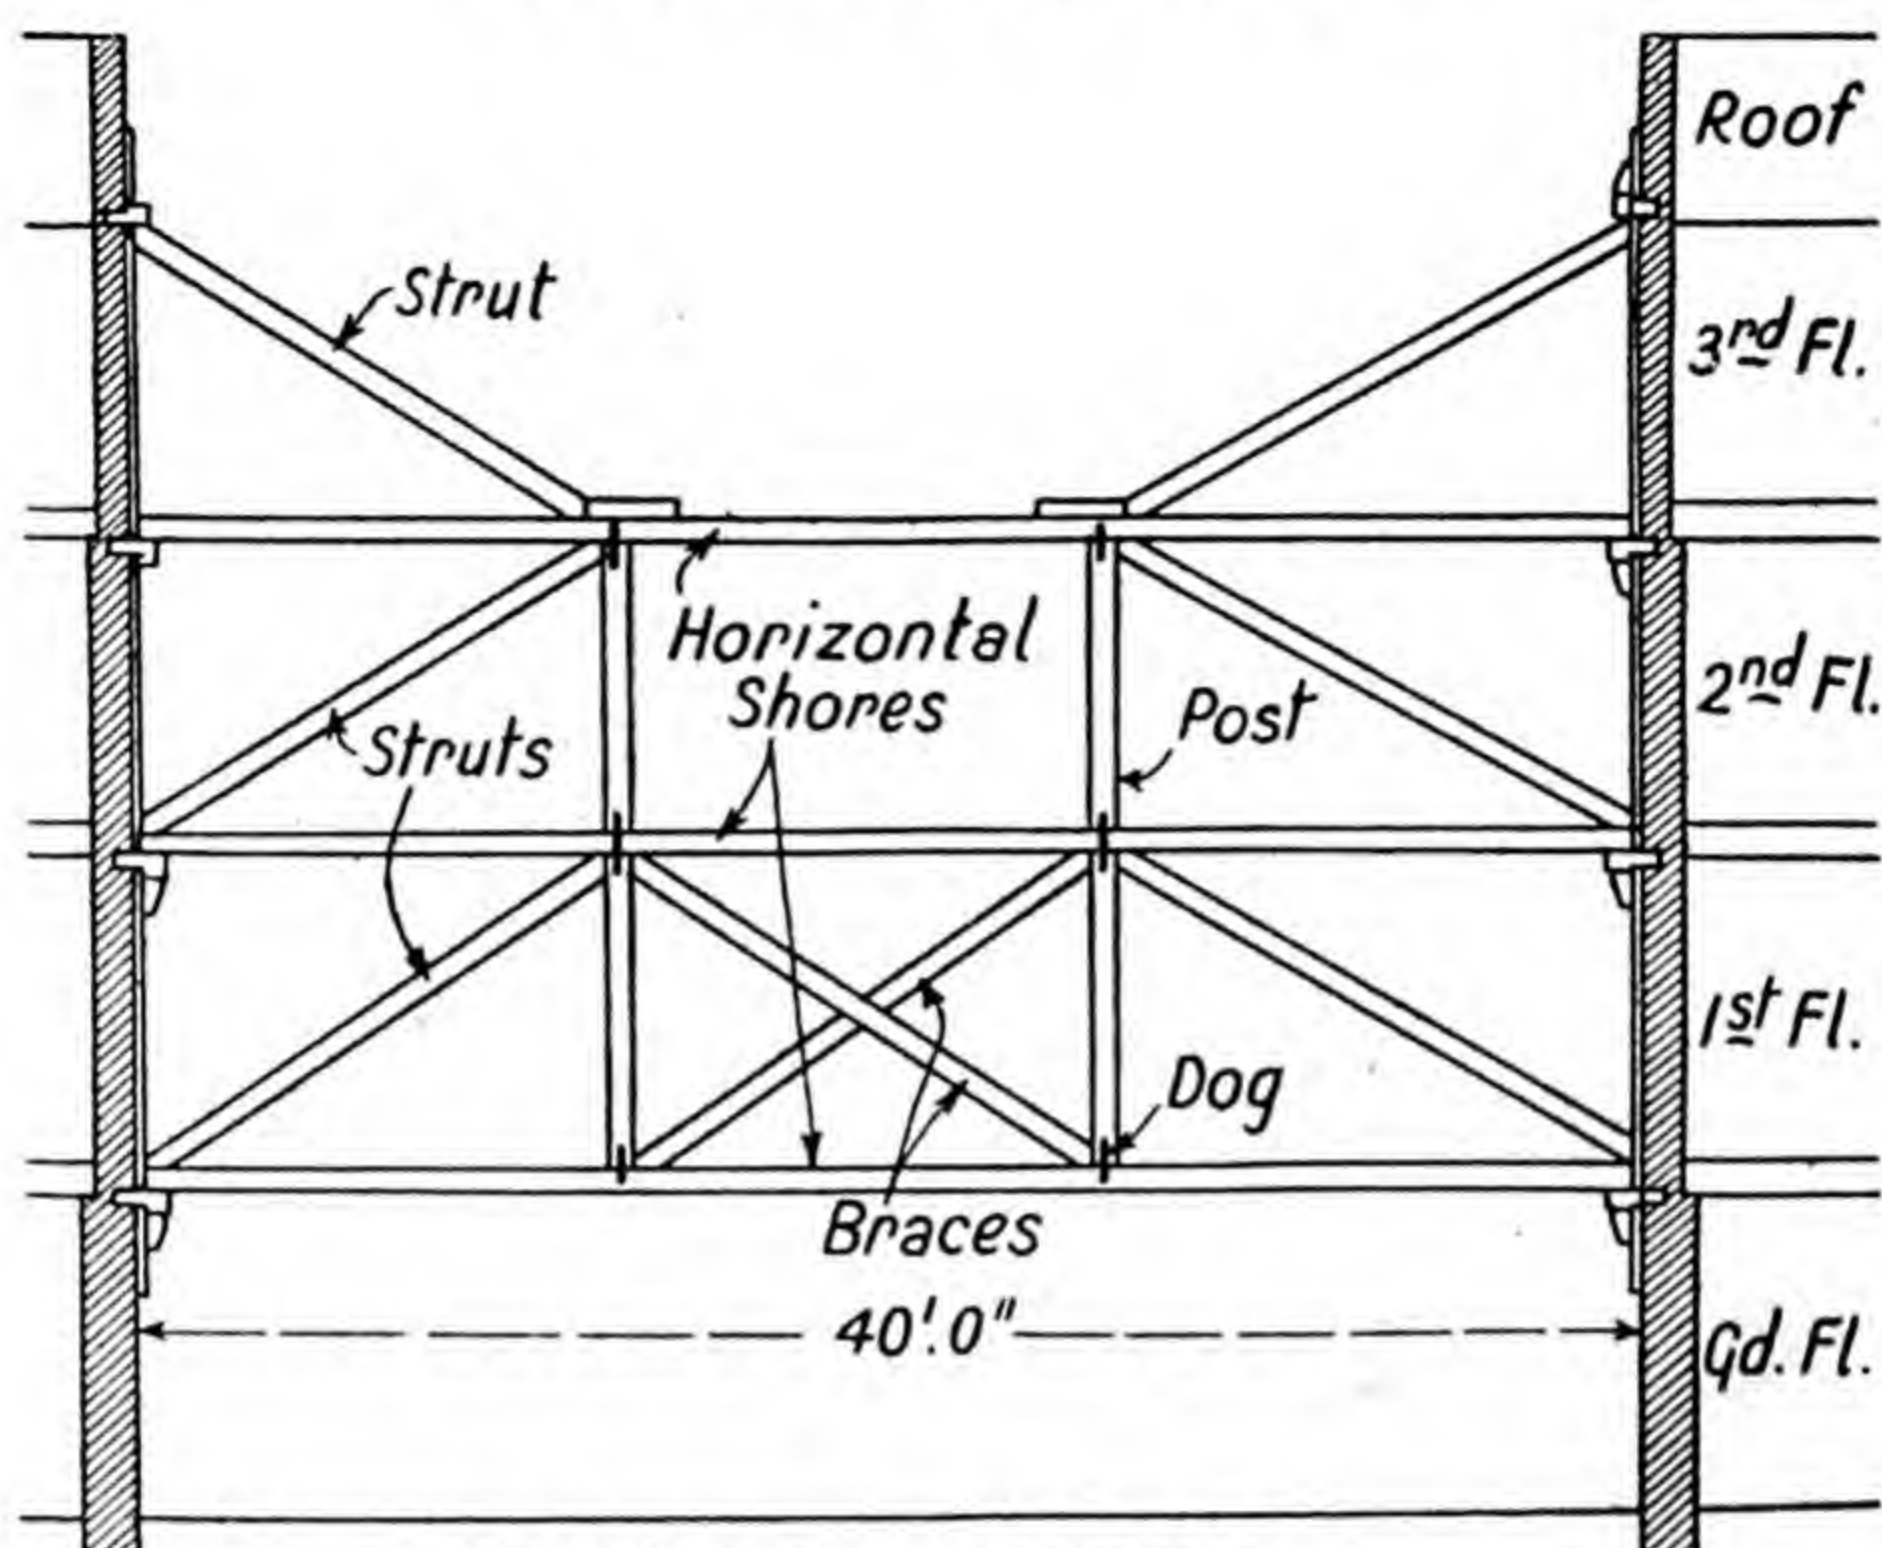 Roof
Strut
3rd Fl.
Horizontal
Shores
2nd Fl.
Post
Struts
1st Fl.
Dog
Braces
40'.0"
Gd. Fl.